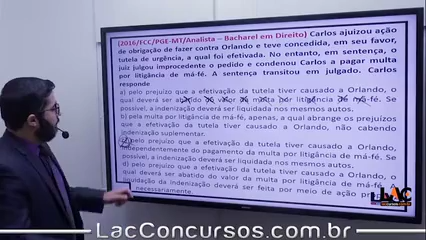 (2016/FCC/PGE-MT/Analista - Bacharel em Direito) Carlos ajuizou ação
de obrigação de fazer contra Orlando e teve concedida, em seu favor,
tutela de urgência, a qual foi efetivada. No entanto, em sentença, o
juiz julgou improcedente o pedido e condenou Carlos a pagar multa
por litigância de má-fé. A sentença transitou em julgado. Carlos
responde
a) pelo prejuízo que a efetivação da tutela tiver causado a Orlando, o
qual deverá ser do valor da multa por litigância de má-fé. Se
possível, a indenização deverá ser liquidada nos mesmos autos.
b) pela multa por litigância de má-fé, apenas, a qual abrange os prejuízos
que a efetivação da tutela tiver causado a Orlando, não cabendo
indenização suplementar.
c) pelo prejuízo que a efetivação da tutela tiver causado a Orlando,
independentemente do pagamento da multa por litigância de má-fé. Se
possível, a indenização deverá ser liquidada nos mesmos autos.
d) pelo prejuízo que a efetivação da tutela tiver causado a Orlando, o
qual deverá ser abatido do valor da multa por litigância de má-fé. A
liquidação da indenização deverá ser feita por meio de ação
necessariamente.
LAC
LacConcursos.com.br